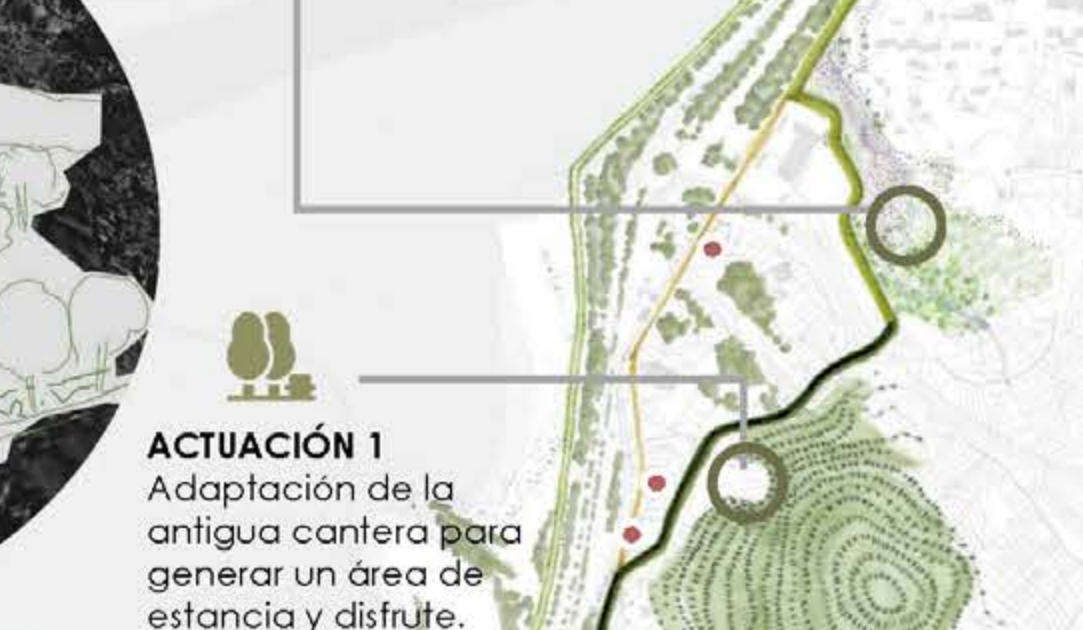 ACTUACIÓN 1
Adaptación de la
antigua cantera para
generar un área de
estancia y disfrute.